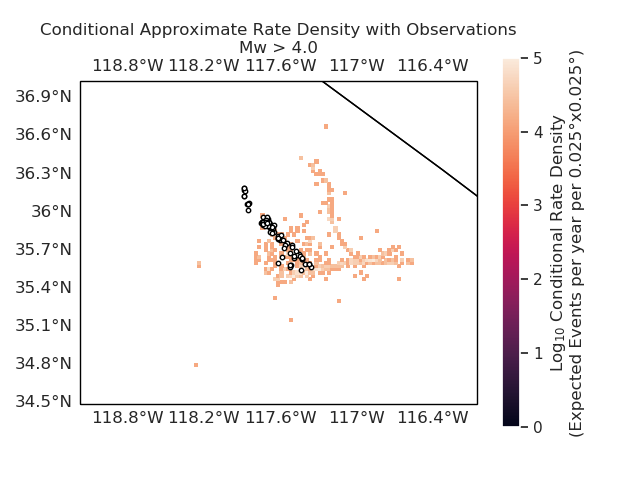 Conditional Approximate Rate Density with Observations
Mw > 4.0
118.8°W 118.2°W 117.6°W 117°W 116.4°W
36.9°N
36.6°N
36.3°N
36°N
35.7°N
35.4°N
35.1°N
34.8°N
34.5°N
118.8°W 118.2°W 117.6°W 117°W 116.4°W
5
4
3
2
1
0
Log₁₀ Conditional Rate Density
(Expected Events per year per 0.025°x0.025°)